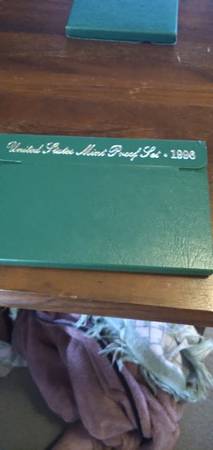 United States Mint Proof Set • 1996